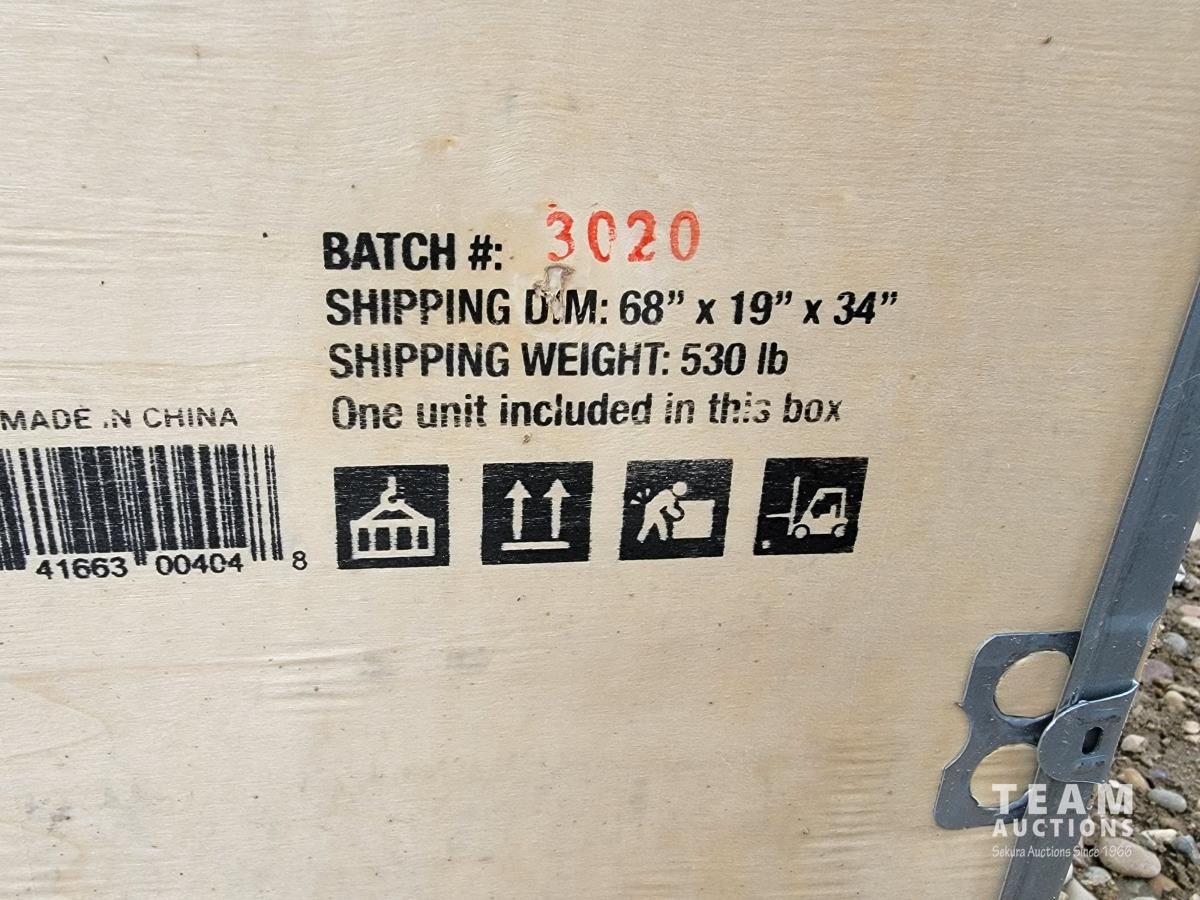 BATCH #: 3020
SHIPPING DIM: 68” x 19” x 34”
SHIPPING WEIGHT: 530 lb
One unit included in this box
MADE IN CHINA
41663 00404 8
TEAM
AUCTIONS
Sekura Auctions Since 1966